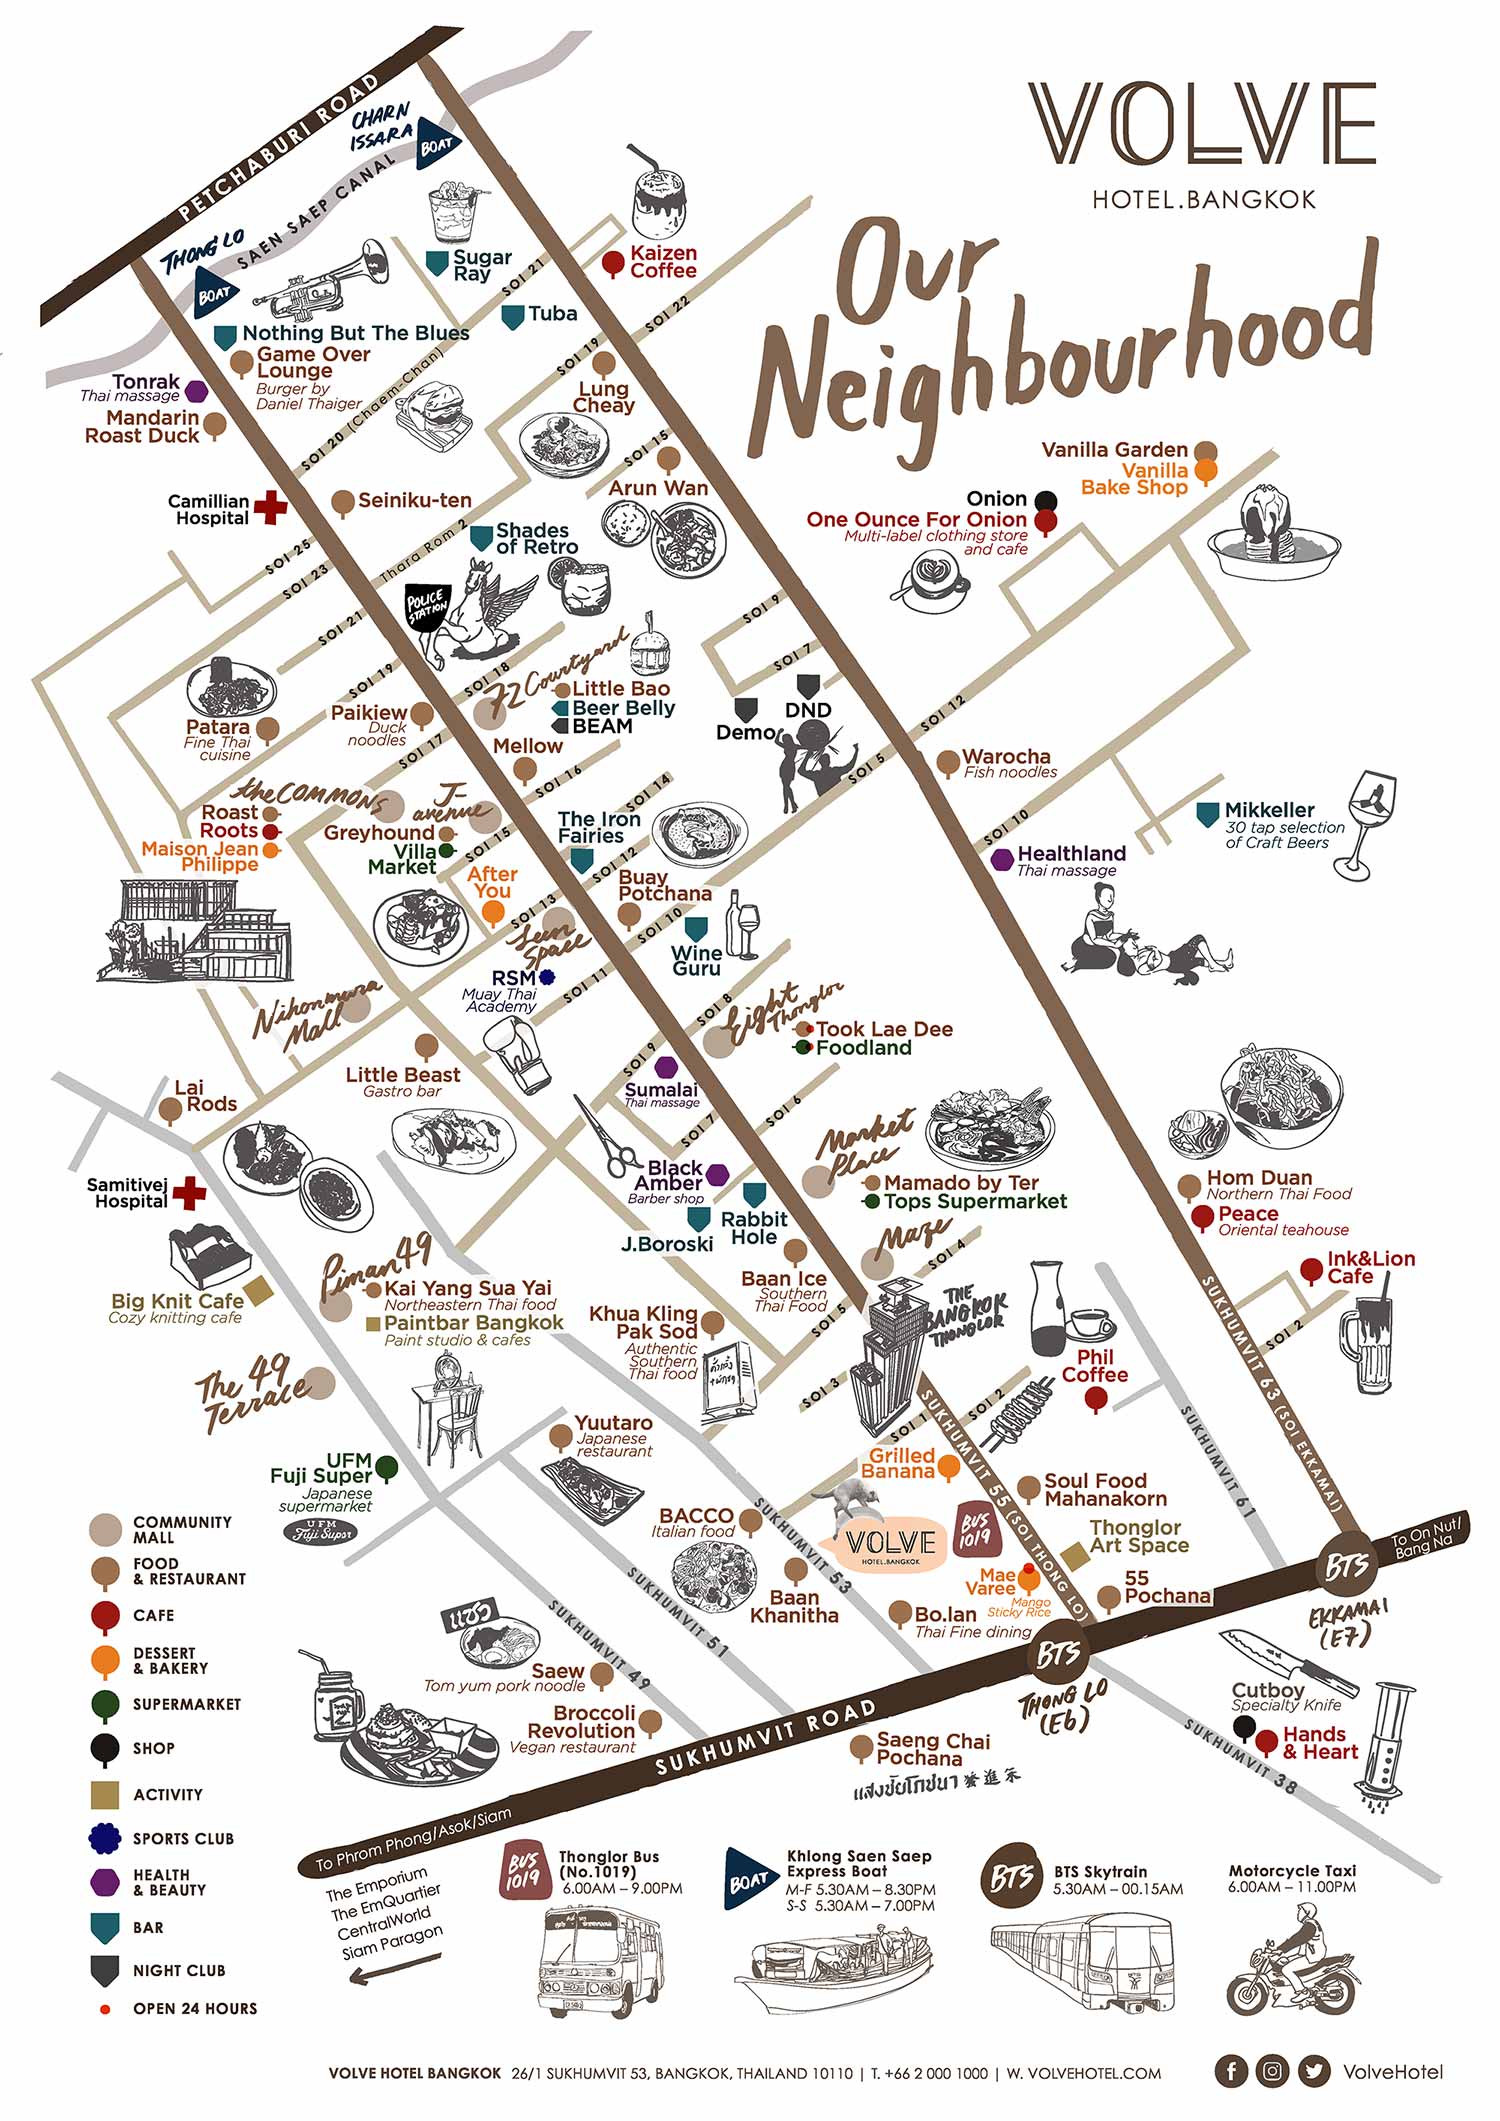 VOLVE
HOTEL.BANGKOK
Our
Neighbourhood
PETCHABURI ROAD
CHARN
ISSARA
BOAT
SAEN SAEP CANAL
THONG LO
BOAT
Sugar
Ray
SOI 21
Kaizen
Coffee
Tuba
SOI 22
Nothing But The Blues
Game Over
Lounge
Burger by
Daniel Thaiger
Tonrak
Thai massage
Mandarin
Roast Duck
SOI 20 (Chaem-Chan)
SOI 19
Lung
Cheay
SOI 15
Arun Wan
Camillian
Hospital
Seiniku-ten
Shades
of Retro
Thara Rom 2
SOI 25
SOI 23
SOI 21
POLICE
STATION
SOI 19
SOI 18
72 Courtyard
Little Bao
Beer Belly
BEAM
Vanilla Garden
Vanilla
Bake Shop
Onion
One Ounce For Onion
Multi-label clothing store
and cafe
SOI 9
SOI 7
DND
Demo
SOI 12
SOI 5
Warocha
Fish noodles
SOI 10
Healthland
Thai massage
Mikkeller
30 tap selection
of Craft Beers
Patara
Fine Thai
cuisine
Paikiew
Duck
noodles
SOI 17
Mellow
SOI 16
SOI 14
theCOMMONS
Roast
Roots
Maison Jean
Philippe
J-
avenue
Greyhound
Villa
Market
SOI 15
The Iron
Fairies
SOI 12
After
You
SOI 13
Seen
Space
Buay
Potchana
SOI 10
Wine
Guru
RSM
Muay Thai
Academy
SOI 11
Nihonmura
Mall
SOI 8
Eight
Thonglor
Took Lae Dee
Foodland
SOI 9
Sumalai
Thai massage
Little Beast
Gastro bar
Lai
Rods
SOI 7
SOI 6
Market
Place
Mamado by Ter
Tops Supermarket
Black
Amber
Barber shop
J.Boroski
Rabbit
Hole
Maze
SOI 4
Hom Duan
Northern Thai Food
Peace
Oriental teahouse
Ink&Lion
Cafe
Samitivej
Hospital
Big Knit Cafe
Cozy knitting cafe
Piman 49
Kai Yang Sua Yai
Northeastern Thai food
Paintbar Bangkok
Paint studio & cafes
Baan Ice
Southern
Thai Food
Khua Kling
Pak Sod
Authentic
Southern
Thai food
SOI 5
THE
BANGKOK
THONGLOR
SOI 3
SOI 2
SOI 1
Phil
Coffee
SOI 2
SUKHUMVIT 63 (SOI EKKAMAI)
SUKHUMVIT 61
SUKHUMVIT 55 (SOI THONG LO)
The 49
Terrace
UFM
Fuji Super
Japanese
supermarket
UFM
Fuji Super
Yuutaro
Japanese
restaurant
BACCO
Italian food
Grilled
Banana
VOLVE
HOTEL.BANGKOK
BUS
1019
Soul Food
Mahanakorn
Thonglor
Art Space
55
Pochana
Mae
Varee
Mango
Sticky Rice
SUKHUMVIT 53
SUKHUMVIT 51
SUKHUMVIT 49
Baan
Khanitha
Bo.lan
Thai Fine dining
BTS
THONG LO
(E6)
BTS
EKKAMAI
(E7)
To On Nut/
Bang Na
แซว
Saew
Tom yum pork noodle
Broccoli
Revolution
Vegan restaurant
SUKHUMVIT ROAD
Saeng Chai
Pochana
แสงชัยโภชนา
Cutboy
Specialty Knife
Hands
& Heart
SUKHUMVIT 38
To Phrom Phong/Asok/Siam
The Emporium
The EmQuartier
CentralWorld
Siam Paragon
COMMUNITY
MALL
FOOD
& RESTAURANT
CAFE
DESSERT
& BAKERY
SUPERMARKET
SHOP
ACTIVITY
SPORTS CLUB
HEALTH
& BEAUTY
BAR
NIGHT CLUB
OPEN 24 HOURS
BUS
1019
Thonglor Bus
(No.1019)
6.00AM – 9.00PM
BOAT
Khlong Saen Saep
Express Boat
M-F 5.30AM – 8.30PM
S-S 5.30AM – 7.00PM
BTS
BTS Skytrain
5.30AM – 00.15AM
Motorcycle Taxi
6.00AM – 11.00PM
VOLVE HOTEL BANGKOK 26/1 SUKHUMVIT 53, BANGKOK, THAILAND 10110 | T. +66 2 000 1000 | W. VOLVEHOTEL.COM
VolveHotel